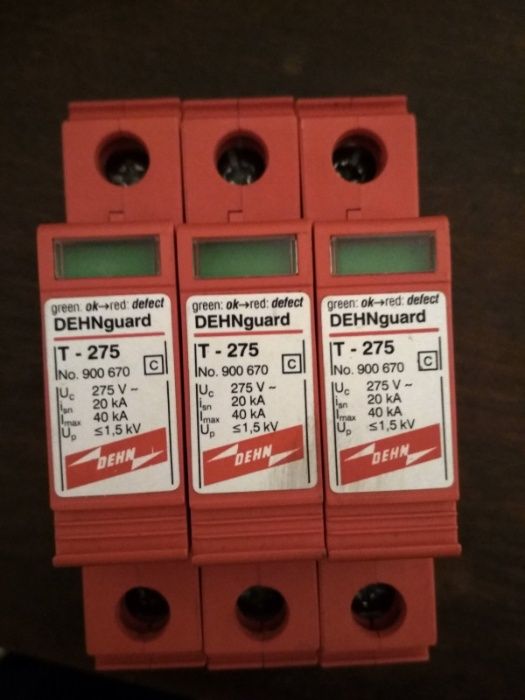 green: ok→red: defect
DEHNguard
T - 275
No. 900 670
C
Uc 275 V ~
isn 20 kA
Imax 40 kA
Up ≤1,5 kV
DEHN
green: ok→red: defect
DEHNguard
T - 275
No. 900 670
C
Uc 275 V ~
isn 20 kA
Imax 40 kA
Up ≤1,5 kV
DEHN
green: ok→red: defect
DEHNguard
T - 275
No. 900 670
C
Uc 275 V ~
isn 20 kA
Imax 40 kA
Up ≤1,5 kV
DEHN